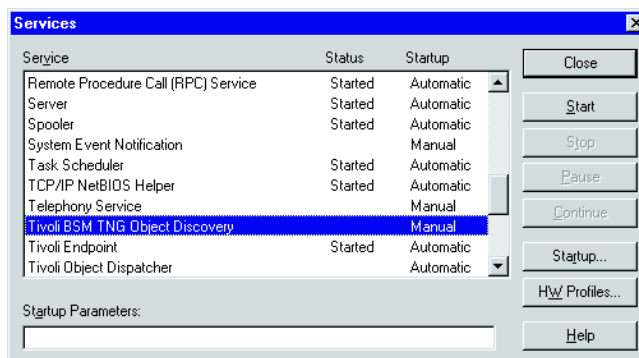 Services
Service Status Startup
Remote Procedure Call (RPC) Service Started Automatic
Server Started Automatic
Spooler Started Automatic
System Event Notification Manual
Task Scheduler Started Automatic
TCP/IP NetBIOS Helper Started Automatic
Telephony Service Manual
Tivoli BSM TNG Object Discovery Manual
Tivoli Endpoint Started Automatic
Tivoli Object Dispatcher Automatic
Startup Parameters:
Close
Start
Stop
Pause
Continue
Startup...
HW Profiles...
Help